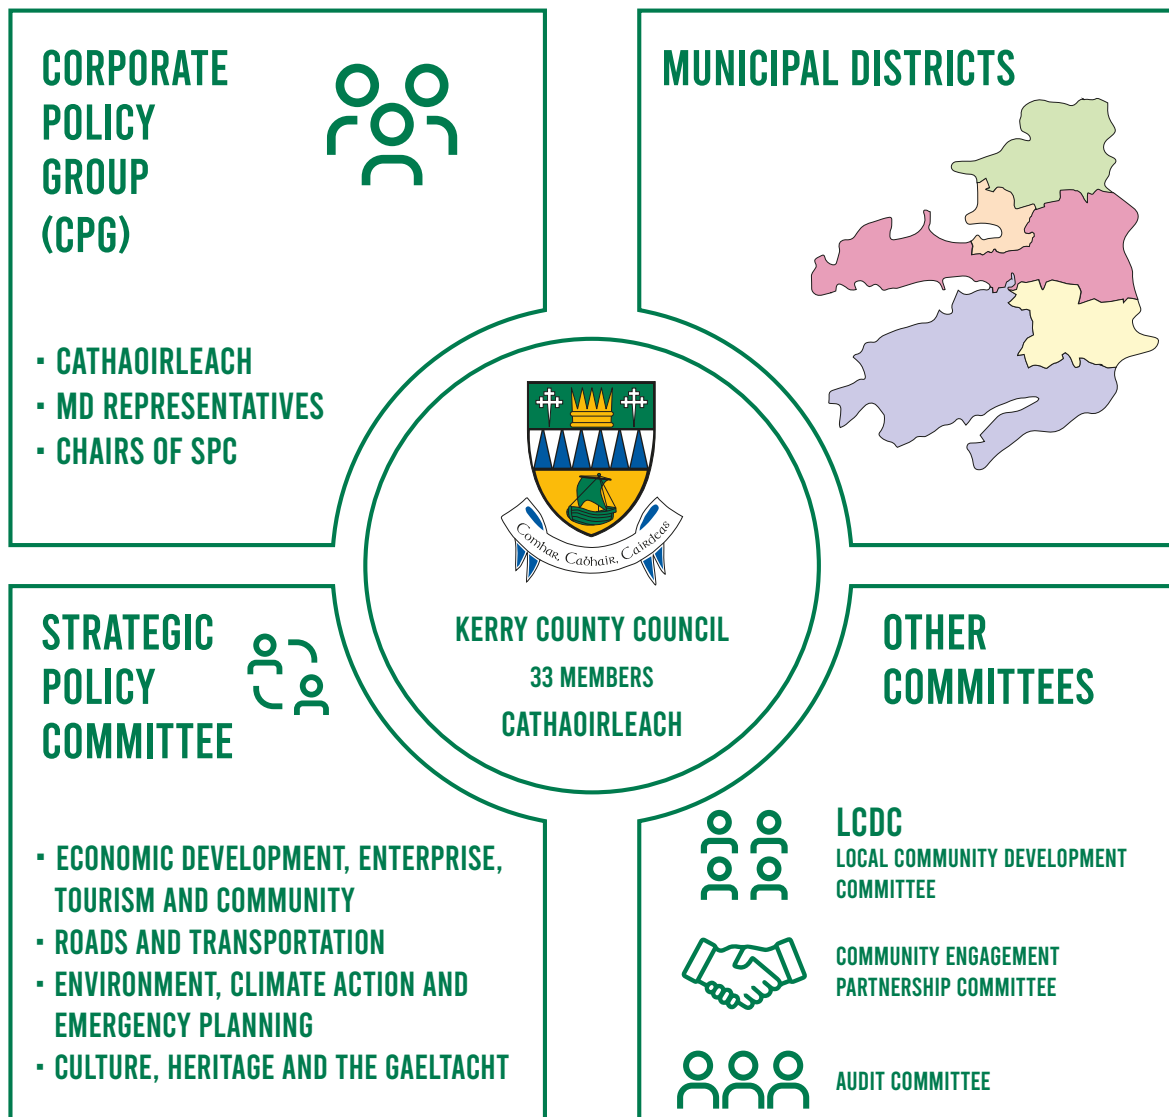 CORPORATE
POLICY
GROUP
(CPG)
· CATHAOIRLEACH
· MD REPRESENTATIVES
· CHAIRS OF SPC
MUNICIPAL DISTRICTS
Comhar, Cabhair, Cairdeas
KERRY COUNTY COUNCIL
33 MEMBERS
CATHAOIRLEACH
STRATEGIC
POLICY
COMMITTEE
· ECONOMIC DEVELOPMENT, ENTERPRISE,
TOURISM AND COMMUNITY
· ROADS AND TRANSPORTATION
· ENVIRONMENT, CLIMATE ACTION AND
EMERGENCY PLANNING
· CULTURE, HERITAGE AND THE GAELTACHT
OTHER
COMMITTEES
LCDC
LOCAL COMMUNITY DEVELOPMENT
COMMITTEE
COMMUNITY ENGAGEMENT
PARTNERSHIP COMMITTEE
AUDIT COMMITTEE